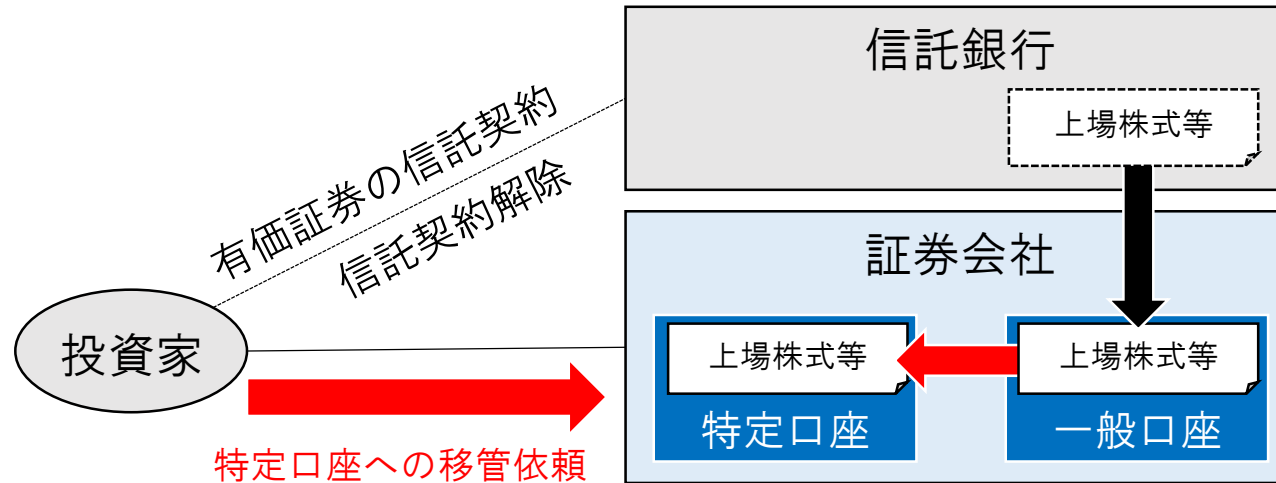 信託銀行
上場株式等
有価証券の信託契約
信託契約解除
証券会社
投資家
上場株式等
上場株式等
特定口座
一般口座
特定口座への移管依頼